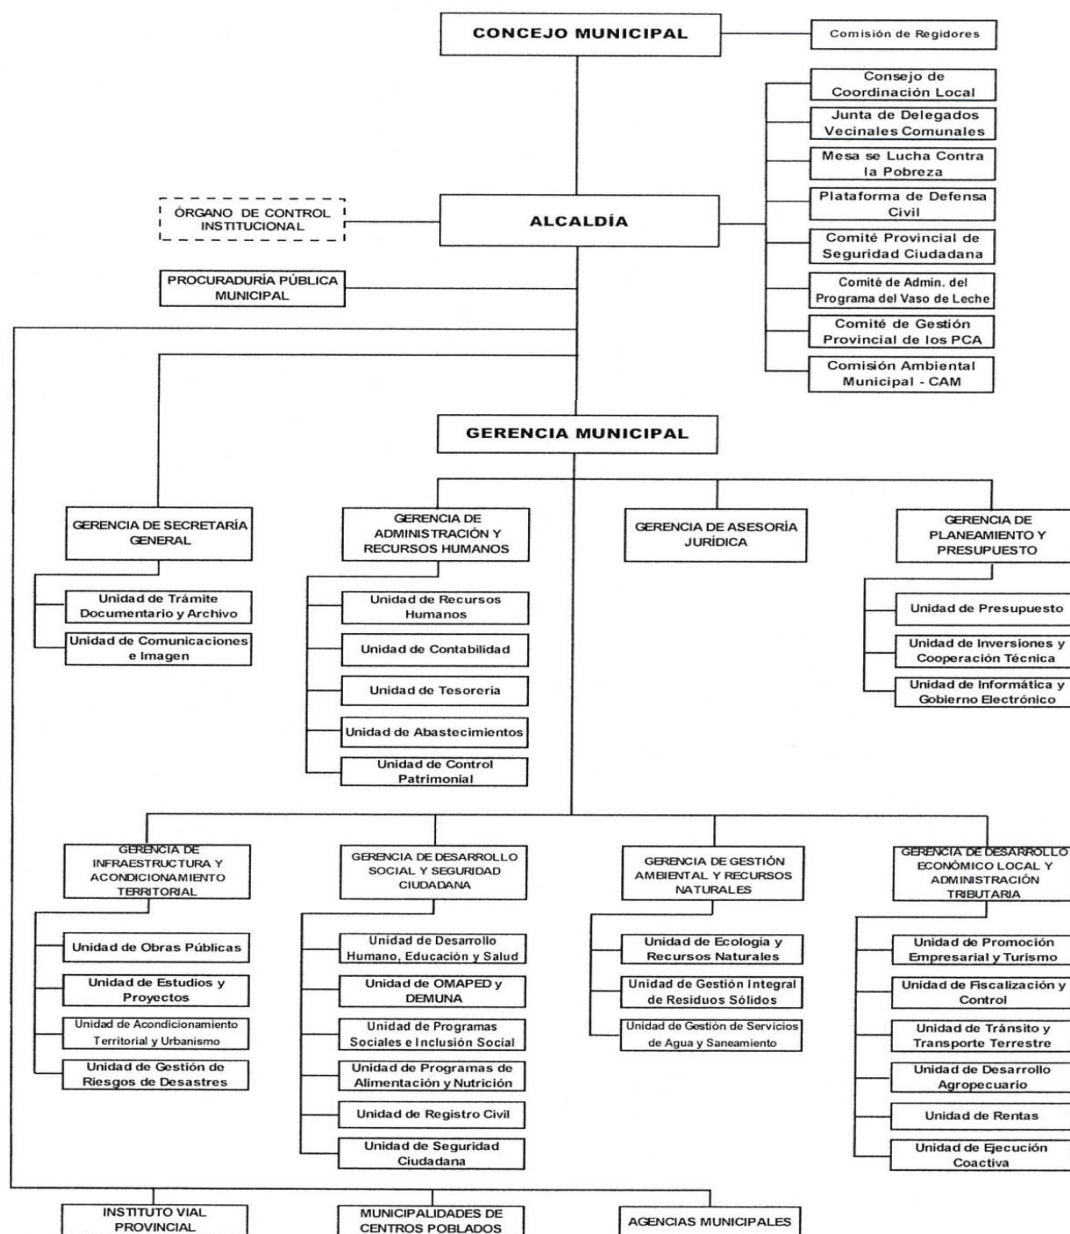 CONCEJO MUNICIPAL
Comisión de Regidores
Consejo de
Coordinación Local
Junta de Delegados
Vecinales Comunales
Mesa se Lucha Contra
la Pobreza
Plataforma de Defensa
Civil
Comité Provincial de
Seguridad Ciudadana
Comité de Admin. del
Programa del Vaso de Leche
Comité de Gestión
Provincial de los PCA
Comisión Ambiental
Municipal - CAM
ÓRGANO DE CONTROL
INSTITUCIONAL
ALCALDÍA
PROCURADURÍA PÚBLICA
MUNICIPAL
GERENCIA MUNICIPAL
GERENCIA DE SECRETARÍA
GENERAL
Unidad de Trámite
Documentario y Archivo
Unidad de Comunicaciones
e Imagen
GERENCIA DE
ADMINISTRACIÓN Y
RECURSOS HUMANOS
Unidad de Recursos
Humanos
Unidad de Contabilidad
Unidad de Tesorería
Unidad de Abastecimientos
Unidad de Control
Patrimonial
GERENCIA DE ASESORÍA
JURÍDICA
GERENCIA DE
PLANEAMIENTO Y
PRESUPUESTO
Unidad de Presupuesto
Unidad de Inversiones y
Cooperación Técnica
Unidad de Informática y
Gobierno Electrónico
GERENCIA DE
INFRAESTRUCTURA Y
ACONDICIONAMIENTO
TERRITORIAL
Unidad de Obras Públicas
Unidad de Estudios y
Proyectos
Unidad de Acondicionamiento
Territorial y Urbanismo
Unidad de Gestión de
Riesgos de Desastres
GERENCIA DE DESARROLLO
SOCIAL Y SEGURIDAD
CIUDADANA
Unidad de Desarrollo
Humano, Educación y Salud
Unidad de OMAPED y
DEMUNA
Unidad de Programas
Sociales e Inclusión Social
Unidad de Programas de
Alimentación y Nutrición
Unidad de Registro Civil
Unidad de Seguridad
Ciudadana
GERENCIA DE GESTIÓN
AMBIENTAL Y RECURSOS
NATURALES
Unidad de Ecología y
Recursos Naturales
Unidad de Gestión Integral
de Residuos Sólidos
Unidad de Gestión de Servicios
de Agua y Saneamiento
GERENCIA DE DESARROLLO
ECONÓMICO LOCAL Y
ADMINISTRACIÓN
TRIBUTARIA
Unidad de Promoción
Empresarial y Turismo
Unidad de Fiscalización y
Control
Unidad de Tránsito y
Transporte Terrestre
Unidad de Desarrollo
Agropecuario
Unidad de Rentas
Unidad de Ejecución
Coactiva
INSTITUTO VIAL
PROVINCIAL
MUNICIPALIDADES DE
CENTROS POBLADOS
AGENCIAS MUNICIPALES